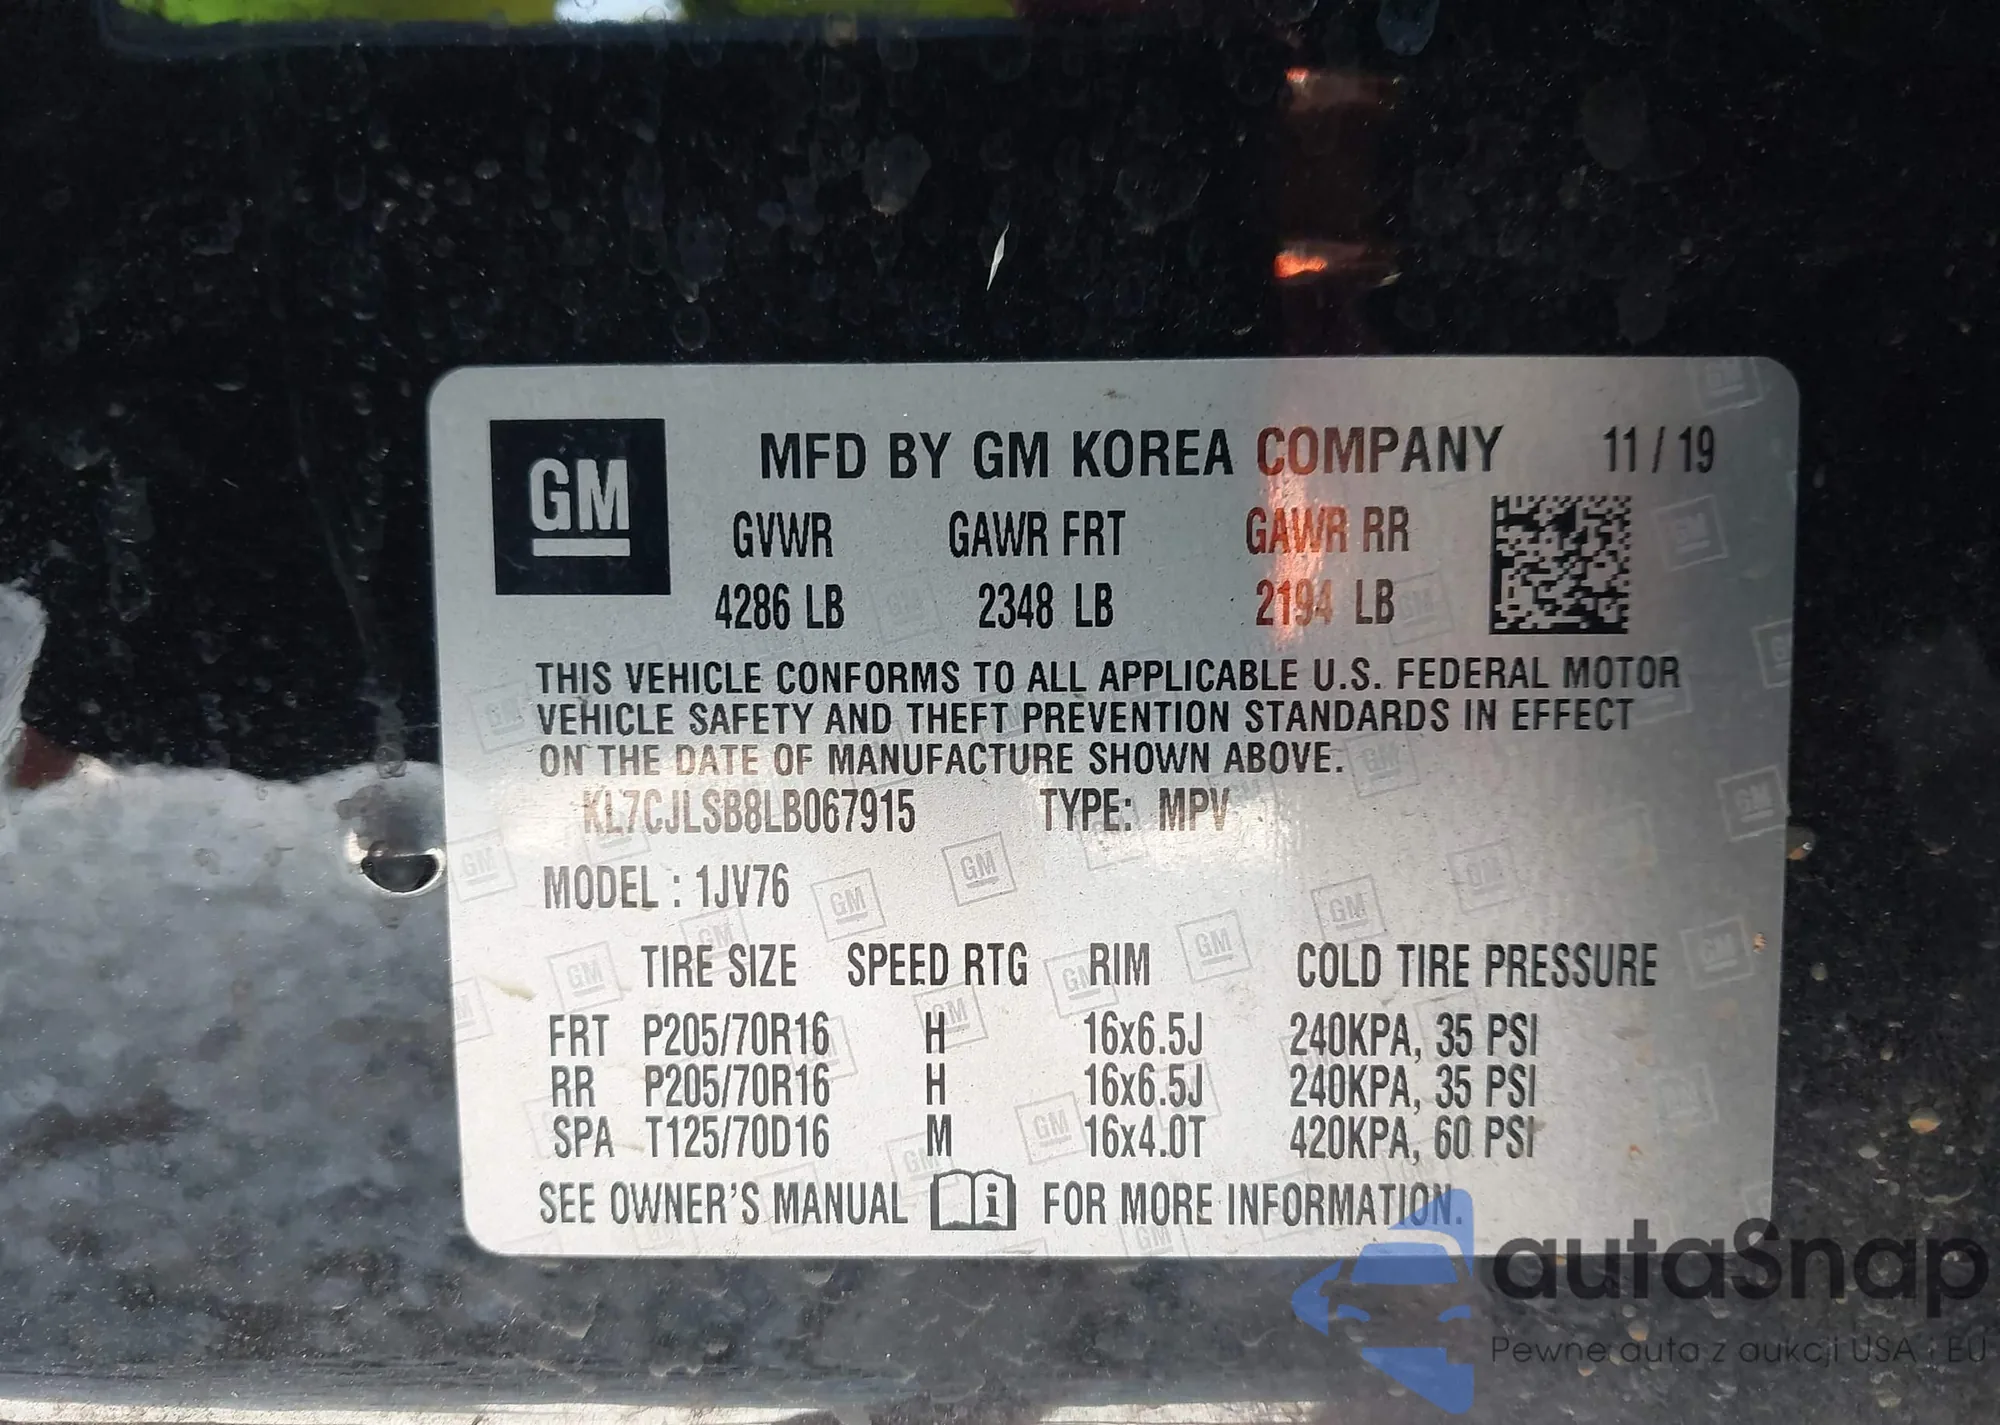 GM
MFD BY GM KOREA COMPANY 11 / 19
GVWR GAWR FRT GAWR RR
4286 LB 2348 LB 2194 LB
THIS VEHICLE CONFORMS TO ALL APPLICABLE U.S. FEDERAL MOTOR
VEHICLE SAFETY AND THEFT PREVENTION STANDARDS IN EFFECT
ON THE DATE OF MANUFACTURE SHOWN ABOVE.
KL7CJLSB8LB067915 TYPE: MPV
MODEL : 1JV76
TIRE SIZE SPEED RTG RIM COLD TIRE PRESSURE
FRT P205/70R16 H 16x6.5J 240KPA, 35 PSI
RR P205/70R16 H 16x6.5J 240KPA, 35 PSI
SPA T125/70D16 M 16x4.0T 420KPA, 60 PSI
SEE OWNER'S MANUAL i FOR MORE INFORMATION.
autaSnap
Pewne auta z aukcji USA i EU